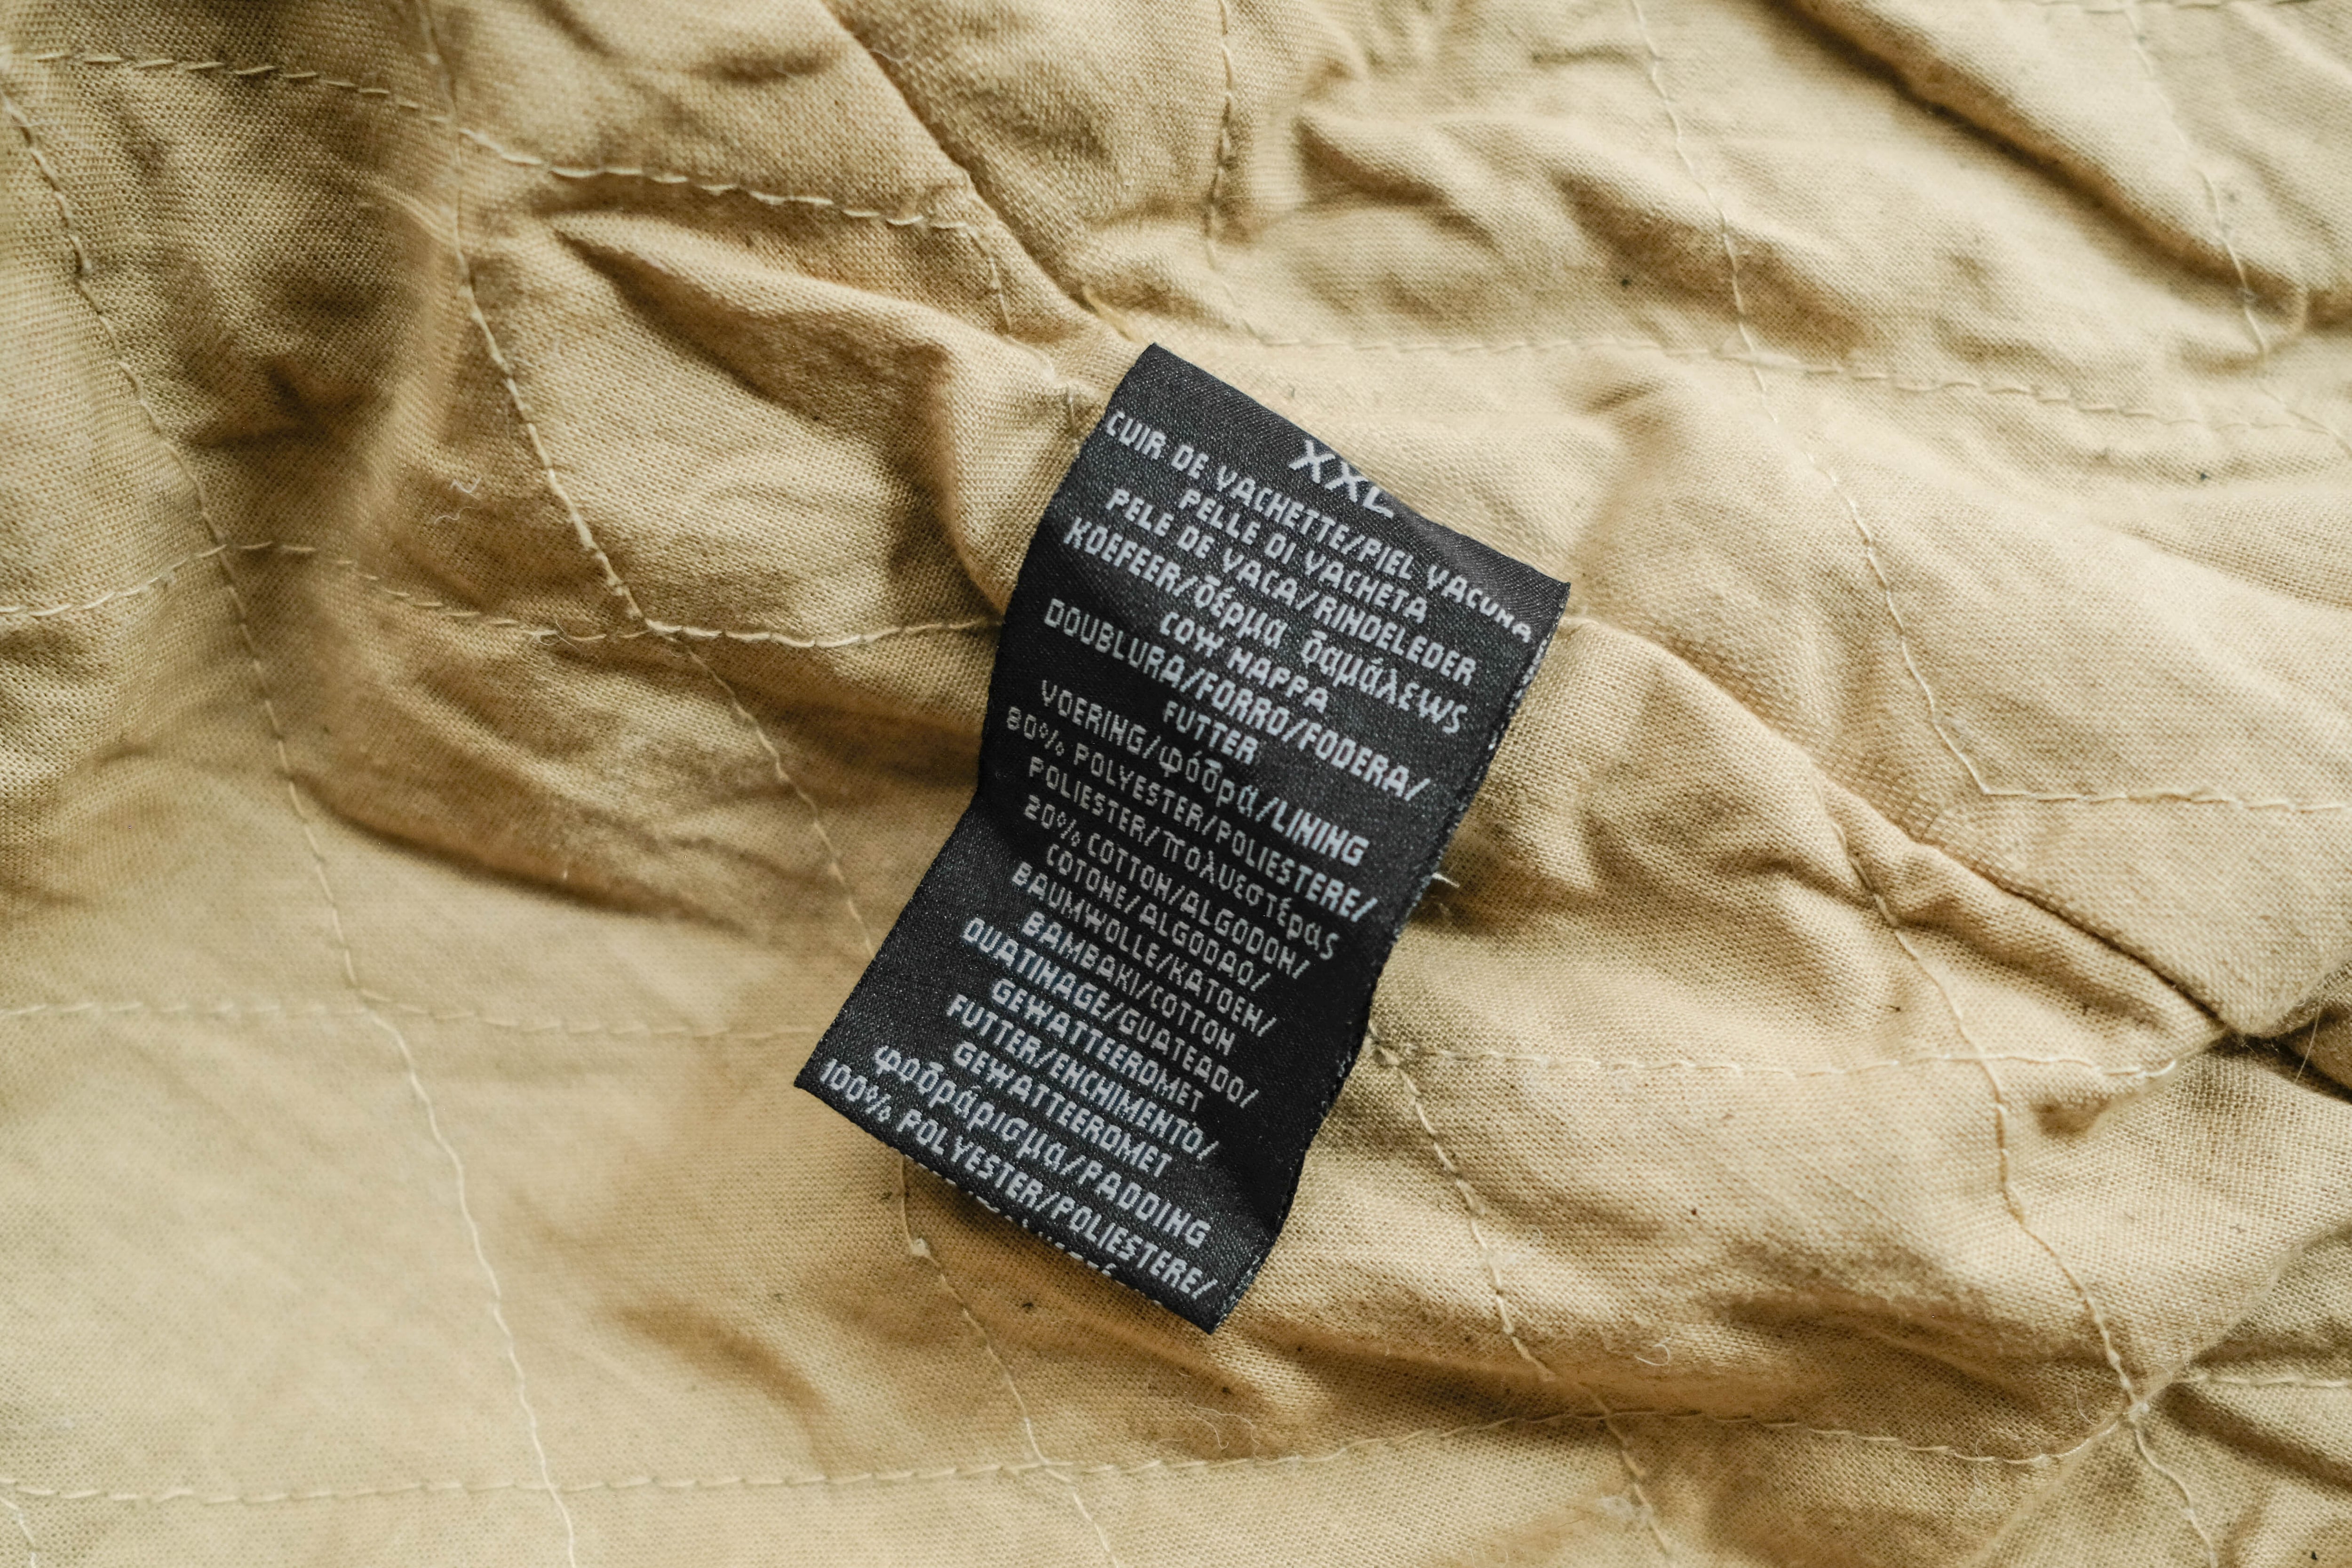 XXL
CUIR DE VACHETTE/PIEL VACUNA
PELLE DI VACHETA
PELE DE VACA/RINDELEDER
KOEFEER/δέρμα δαμάλεως
COW NAPPA
DOUBLURA/FORRO/FODERA/
FUTTER
VOERING/φόδρα/LINING
80% POLYESTER/POLIESTERE/
POLIESTER/πολυεστέρας
20% COTTON/ALGODON/
COTONE/ALGODAO/
BAUMWOLLE/KATOEN/
BAMBAKI/COTTON
OUATINAGE/GUATEADO/
GEWATTEERDMET
FUTTER/ENCHIMENTO/
GEWATTEERDMET
φοδράρισμα/PADDING
100% POLYESTER/POLIESTERE/